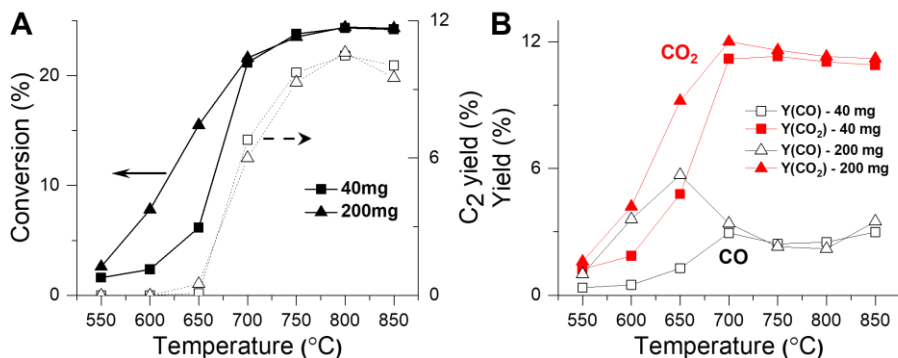 A
Conversion (%)
20
10
0
12
6
0
C₂ yield (%)
40mg
200mg
550 600 650 700 750 800 850
Temperature (°C)
B
Yield (%)
12
9
6
3
0
CO₂
CO
Y(CO) - 40 mg
Y(CO₂) - 40 mg
Y(CO) - 200 mg
Y(CO₂) - 200 mg
550 600 650 700 750 800 850
Temperature (°C)